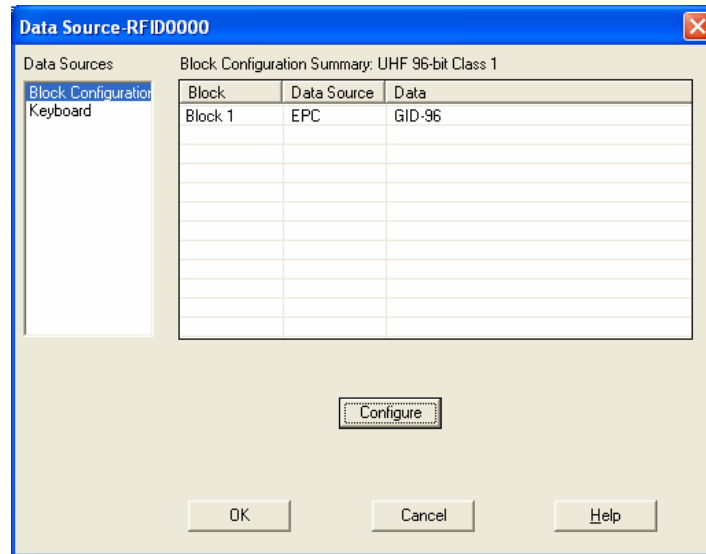 Data Source-RFID0000
Data Sources
Block Configuration
Keyboard
Block Configuration Summary: UHF 96-bit Class 1
Block Data Source Data
Block 1 EPC GID-96
Configure
OK Cancel Help